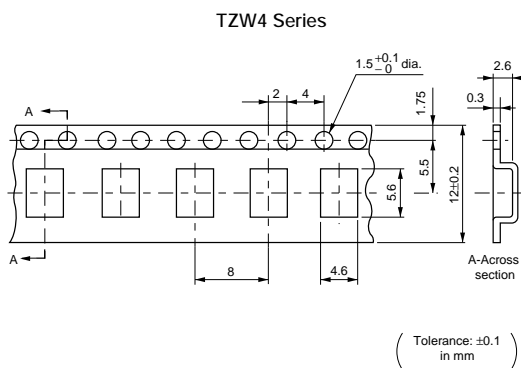 TZW4 Series
1.5 +0.1 −0 dia.
2.6
A
2
4
0.3
1.75
5.5
12±0.2
5.6
A
8
4.6
A-Across
section
Tolerance: ±0.1
in mm